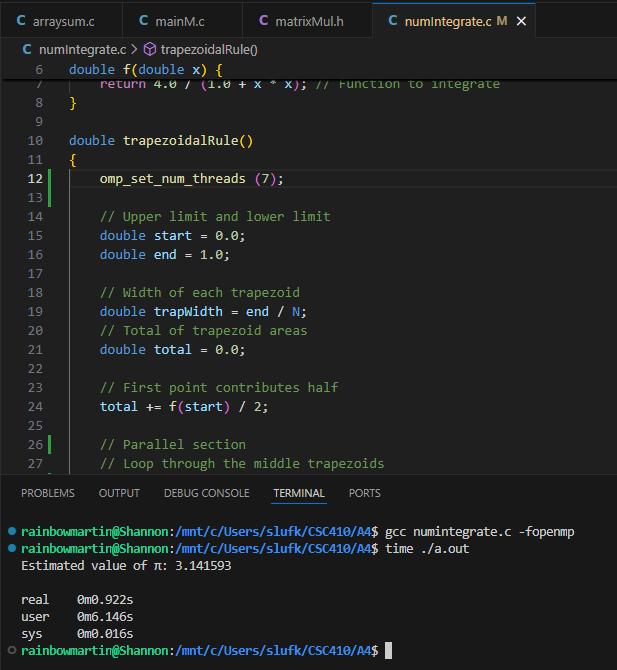 C arraysum.c C mainM.c C matrixMul.h C numIntegrate.c M ×
C numIntegrate.c > trapezoidalRule()
6 double f(double x) {
7 return 4.0 / (1.0 + x * x); // Function to integrate
8 }
9
10 double trapezoidalRule()
11 {
12 omp_set_num_threads (7);
13
14 // Upper limit and lower limit
15 double start = 0.0;
16 double end = 1.0;
17
18 // Width of each trapezoid
19 double trapWidth = end / N;
20 // Total of trapezoid areas
21 double total = 0.0;
22
23 // First point contributes half
24 total += f(start) / 2;
25
26 // Parallel section
27 // Loop through the middle trapezoids
PROBLEMS OUTPUT DEBUG CONSOLE TERMINAL PORTS
rainbowmartin@Shannon:/mnt/c/Users/slufk/CSC410/A4$ gcc numintegrate.c -fopenmp
rainbowmartin@Shannon:/mnt/c/Users/slufk/CSC410/A4$ time ./a.out
Estimated value of π: 3.141593
real 0m0.922s
user 0m6.146s
sys 0m0.016s
rainbowmartin@Shannon:/mnt/c/Users/slufk/CSC410/A4$